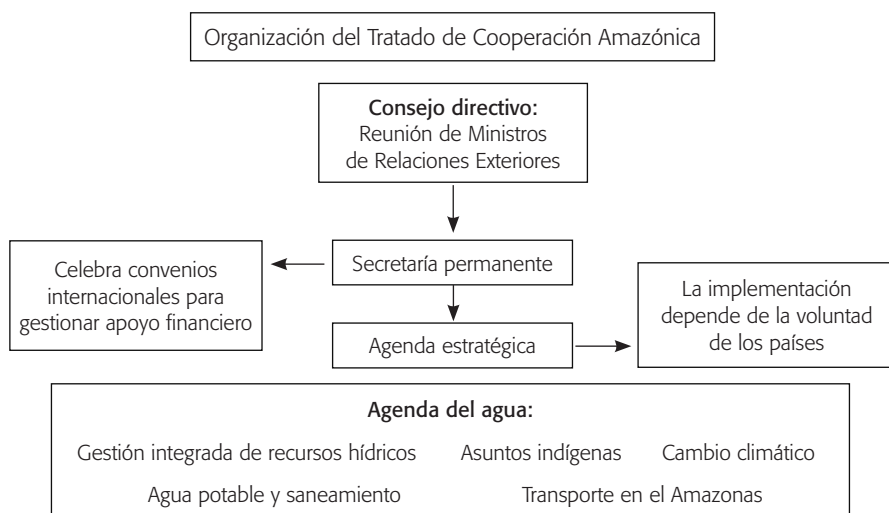 Organización del Tratado de Cooperación Amazónica
Consejo directivo:
Reunión de Ministros
de Relaciones Exteriores
Celebra convenios
internacionales para
gestionar apoyo financiero
Secretaría permanente
La implementación
depende de la voluntad
de los países
Agenda estratégica
Agenda del agua:
Gestión integrada de recursos hídricos Asuntos indígenas Cambio climático
Agua potable y saneamiento Transporte en el Amazonas